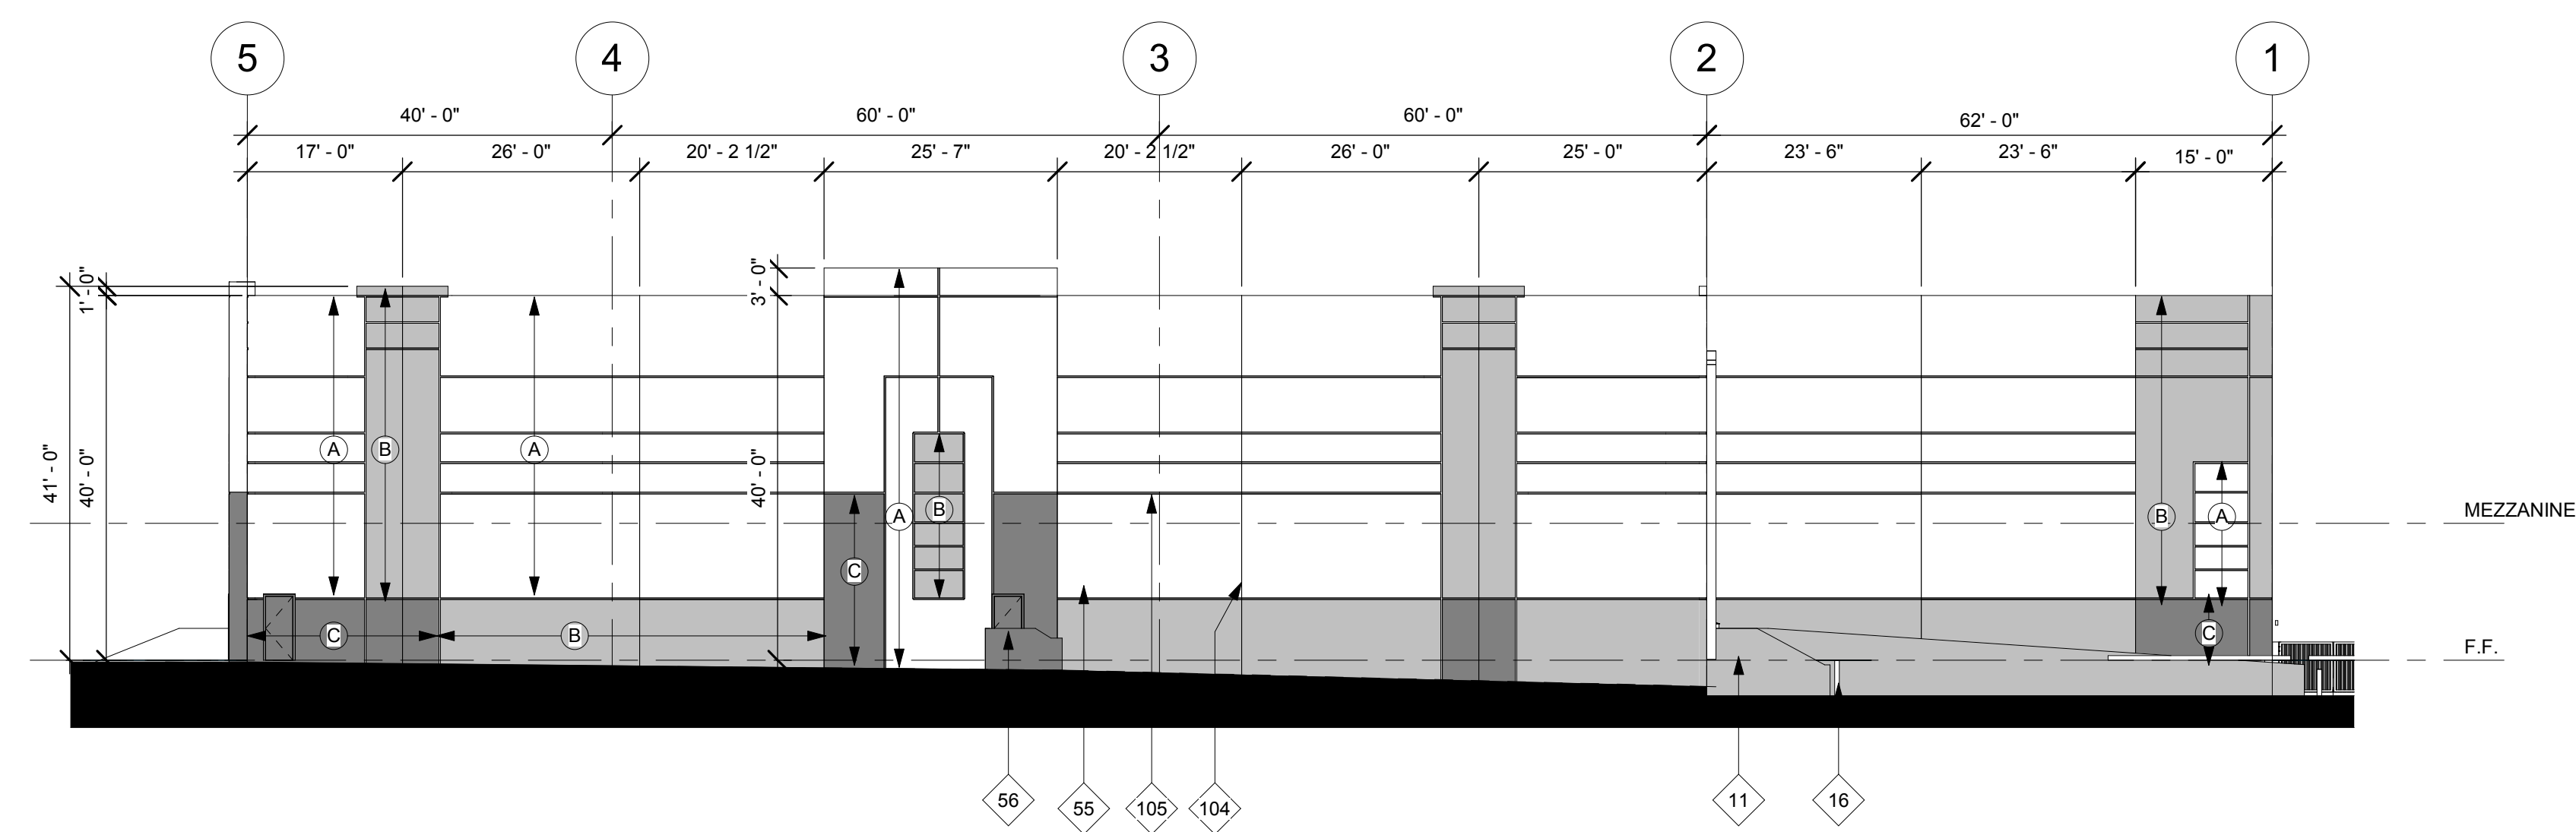 5 4 3 2 1
40' - 0" 60' - 0" 60' - 0" 62' - 0"
17' - 0" 26' - 0" 20' - 2 1/2" 25' - 7" 20' - 2 1/2" 26' - 0" 25' - 0" 23' - 6" 23' - 6" 15' - 0"
1' - 0" 3' - 0"
41' - 0" 40' - 0" 40' - 0"
A B A
A B B A
MEZZANINE
C
C B C
F.F.
56 55 105 104 11 16